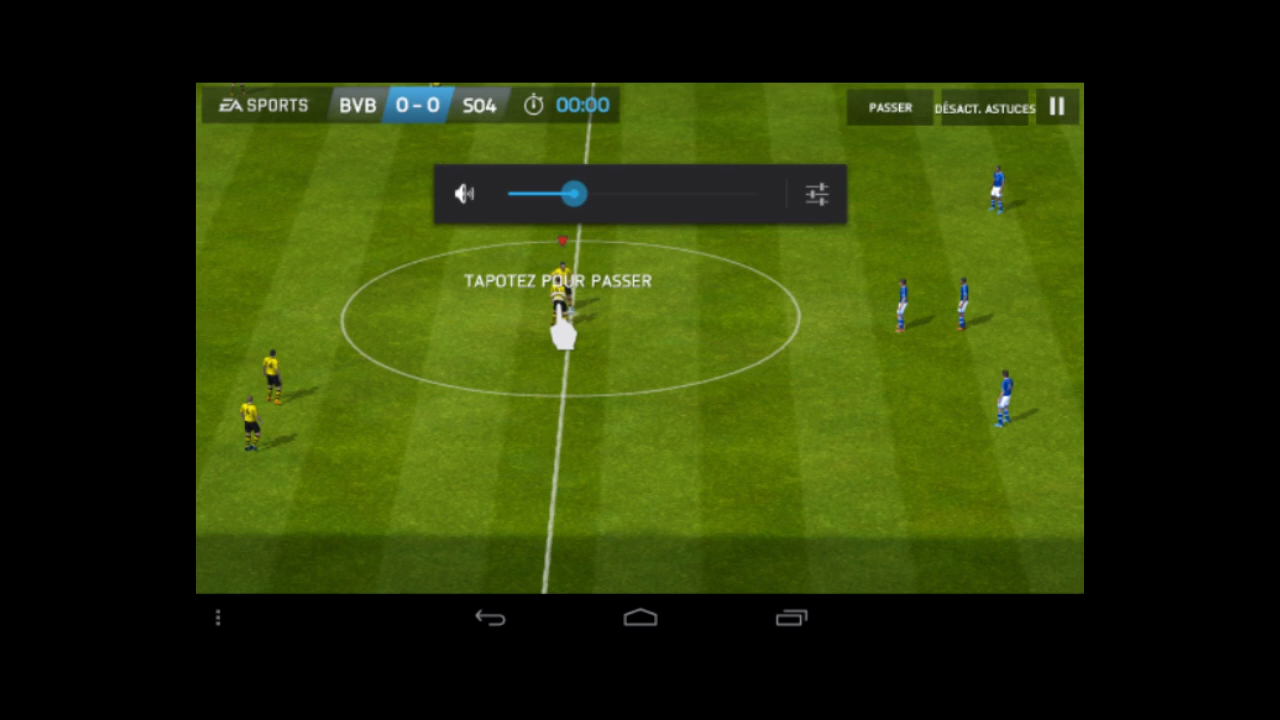 EA SPORTS BVB 0 - 0 S04 00:00 PASSER DÉSACT. ASTUCES
TAPOTEZ POUR PASSER